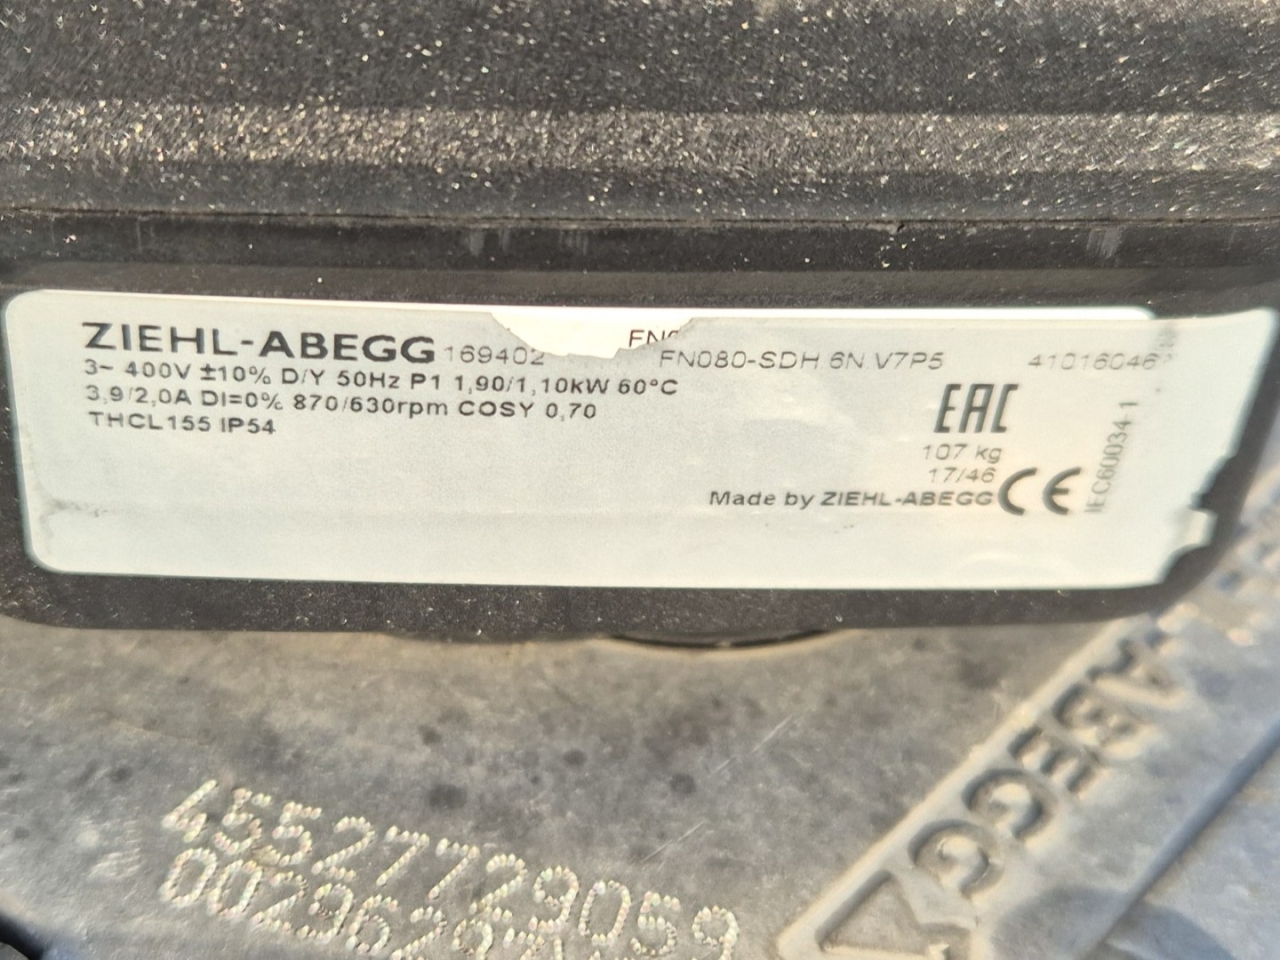 ZIEHL-ABEGG 169402 FN080-SDH 6N V7P5 41016046
3~ 400V ±10% D/Y 50Hz P1 1,90/1,10kW 60°C
3,9/2,0A DI=0% 870/630rpm COSY 0,70
THCL155 IP54
EAC
107 kg
17/46
Made by ZIEHL-ABEGG CE
IEC60034-1
ABEGG
45527729059